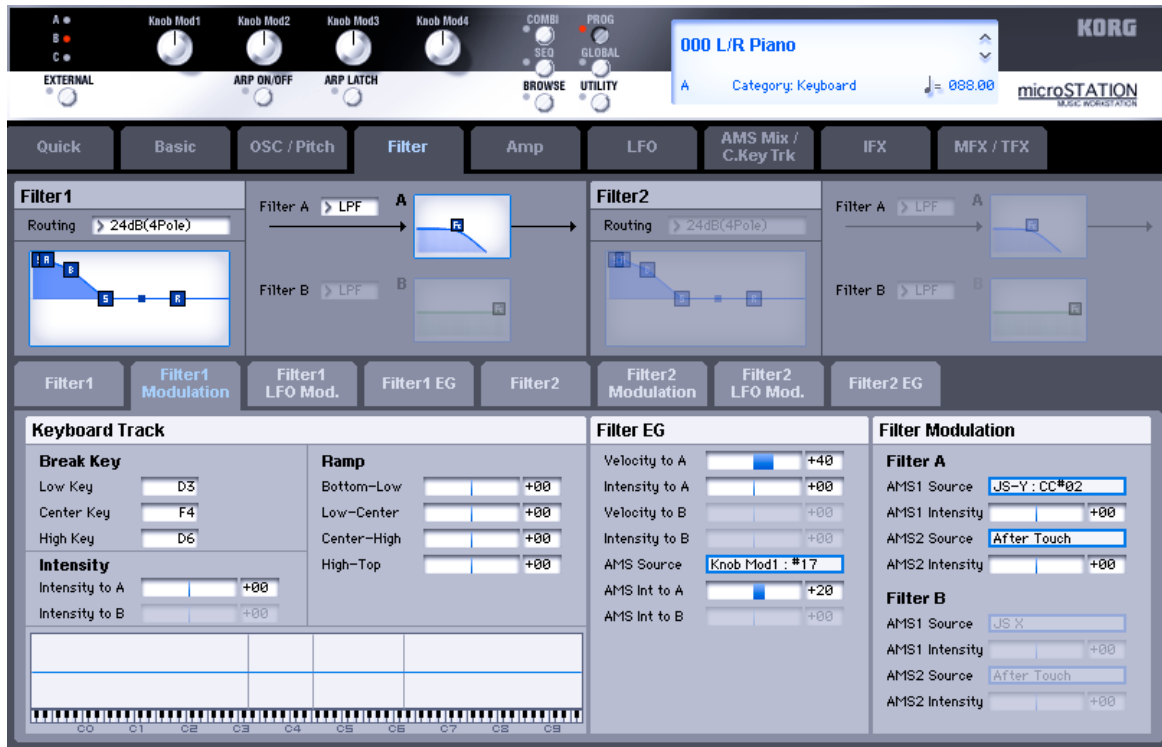 A Knob Mod1 Knob Mod2 Knob Mod3 Knob Mod4 COMBI PROG
B
C
SEQ GLOBAL
EXTERNAL ARP ON/OFF ARP LATCH BROWSE UTILITY
000 L/R Piano
A Category: Keyboard ♩= 088.00
KORG
microSTATION
MUSIC WORKSTATION
Quick Basic OSC / Pitch Filter Amp LFO AMS Mix / C.Key Trk IFX MFX / TFX
Filter1
Routing 24dB(4Pole)
! A B S R
Filter A LPF A
Fc
Filter B LPF B
Fc
Filter2
Routing 24dB(4Pole)
Filter A LPF A
Fc
Filter B LPF B
Fc
Filter1 Filter1 Modulation Filter1 LFO Mod. Filter1 EG Filter2 Filter2 Modulation Filter2 LFO Mod. Filter2 EG
Keyboard Track
Break Key
Low Key D3
Center Key F4
High Key D6
Intensity
Intensity to A +00
Intensity to B +00
Ramp
Bottom-Low +00
Low-Center +00
Center-High +00
High-Top +00
C0 C1 C2 C3 C4 C5 C6 C7 C8 C9
Filter EG
Velocity to A +40
Intensity to A +00
Velocity to B +00
Intensity to B +00
AMS Source Knob Mod1 : #17
AMS Int to A +20
AMS Int to B +00
Filter Modulation
Filter A
AMS1 Source JS-Y : CC#02
AMS1 Intensity +00
AMS2 Source After Touch
AMS2 Intensity +00
Filter B
AMS1 Source JS X
AMS1 Intensity +00
AMS2 Source After Touch
AMS2 Intensity +00